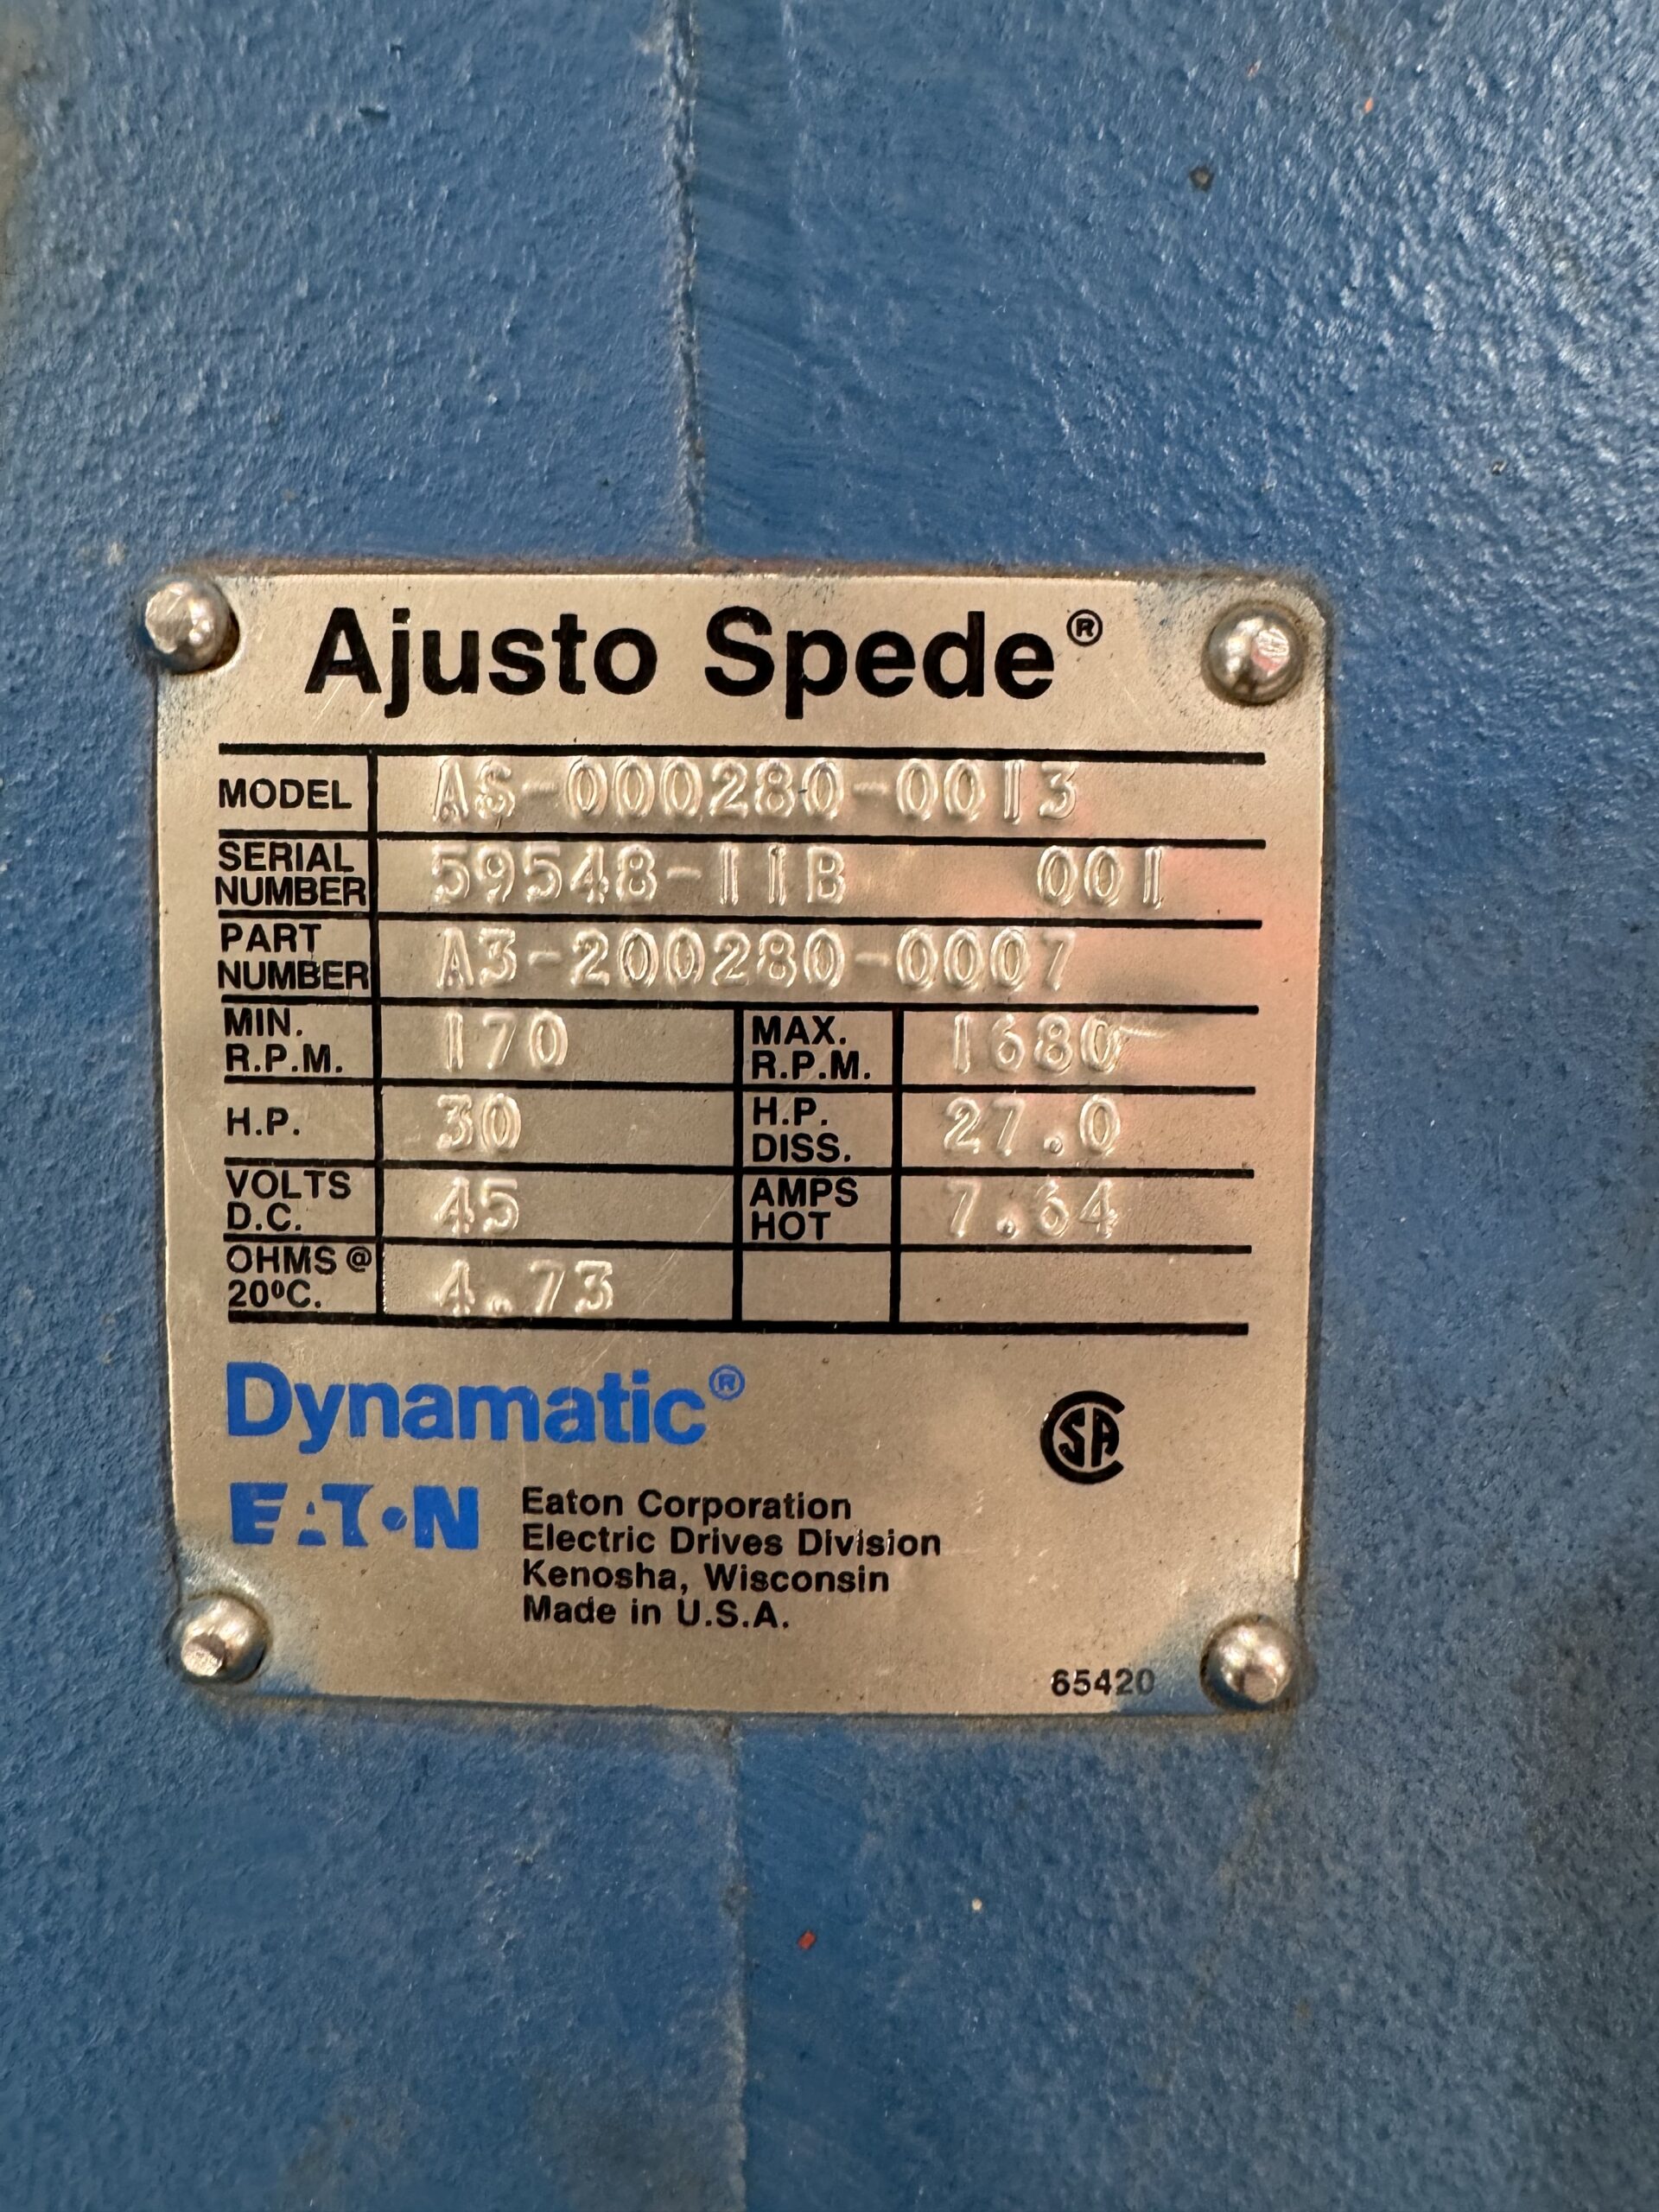 Ajusto Spede®
MODEL AS-000280-0013
SERIAL NUMBER 59548-11B 001
PART NUMBER A3-200280-0007
MIN. R.P.M. 170 MAX. R.P.M. 1680
H.P. 30 H.P. DISS. 27.0
VOLTS D.C. 45 AMPS HOT 7.64
OHMS @ 20ºC. 4.73
Dynamatic®
CSA
EATON
Eaton Corporation
Electric Drives Division
Kenosha, Wisconsin
Made in U.S.A.
65420